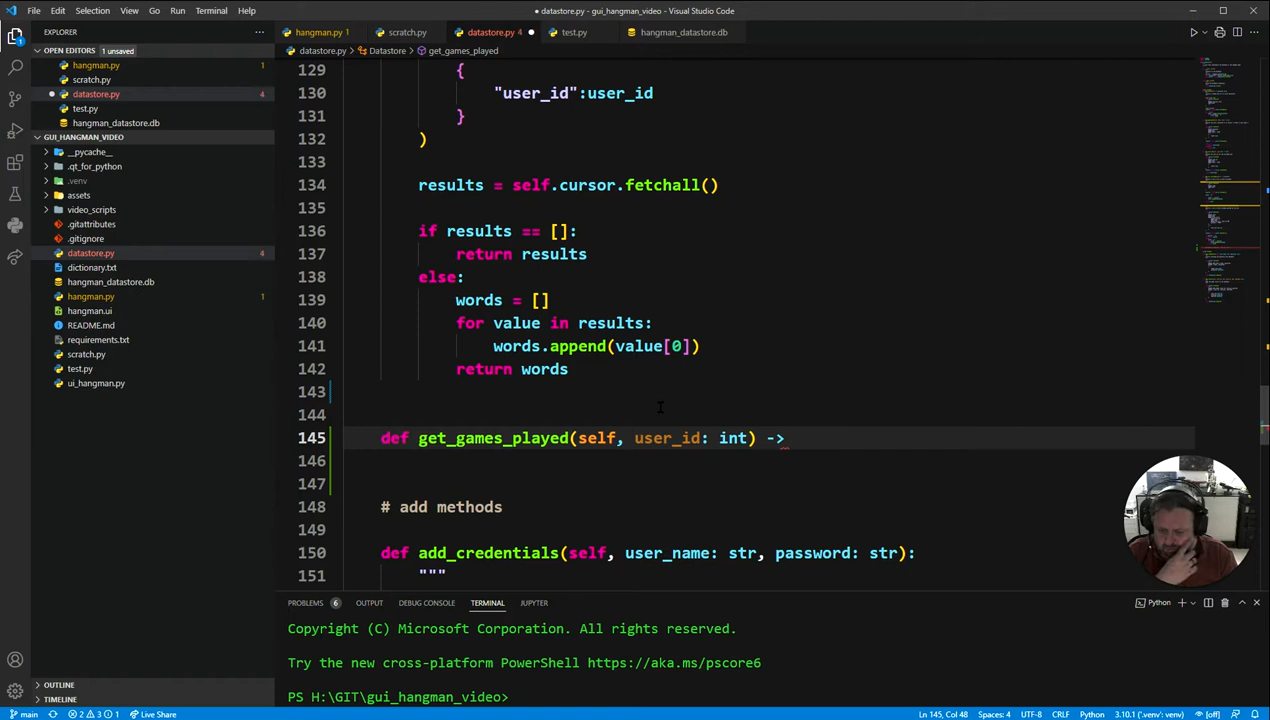 File Edit Selection View Go Run Terminal Help
● datastore.py - gui_hangman_video - Visual Studio Code
EXPLORER
hangman.py 1
scratch.py
datastore.py 4
test.py
hangman_datastore.db
OPEN EDITORS 1 unsaved
hangman.py 1
scratch.py
datastore.py 4
test.py
hangman_datastore.db
GUI_HANGMAN_VIDEO
__pycache__
.qt_for_python
.venv
assets
video_scripts
.gitattributes
.gitignore
datastore.py 4
dictionary.txt
hangman_datastore.db
hangman.py 1
hangman.ui
README.md
requirements.txt
scratch.py
test.py
ui_hangman.py
OUTLINE
TIMELINE
datastore.py > Datastore > get_games_played
129 {
130 "user_id":user_id
131 }
132 )
133
134 results = self.cursor.fetchall()
135
136 if results == []:
137 return results
138 else:
139 words = []
140 for value in results:
141 words.append(value[0])
142 return words
143
144
145 def get_games_played(self, user_id: int) ->
146
147
148 # add methods
149
150 def add_credentials(self, user_name: str, password: str):
151 """
PROBLEMS 6 OUTPUT DEBUG CONSOLE TERMINAL JUPYTER
Python
Copyright (C) Microsoft Corporation. All rights reserved.
Try the new cross-platform PowerShell https://aka.ms/pscore6
PS H:\GIT\gui_hangman_video>
main 2 3 1 Live Share
Ln 145, Col 48 Spaces: 4 UTF-8 CRLF Python 3.10.1 ('.venv': venv) [off]